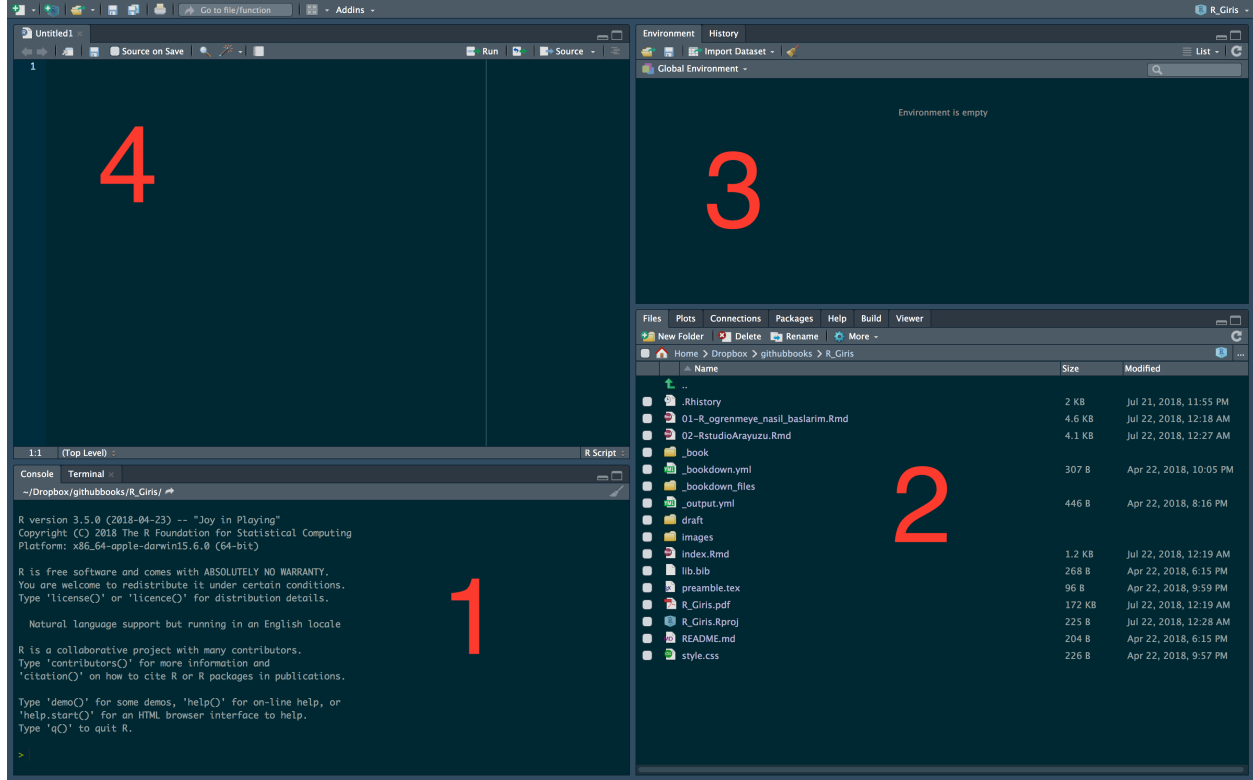 Go to file/function
Addins
R_Giris
Untitled1
Source on Save
Run
Source
1
4
1:1 (Top Level) R Script
Console Terminal
~/Dropbox/githubbooks/R_Giris/
R version 3.5.0 (2018-04-23) -- "Joy in Playing"
Copyright (C) 2018 The R Foundation for Statistical Computing
Platform: x86_64-apple-darwin15.6.0 (64-bit)
R is free software and comes with ABSOLUTELY NO WARRANTY.
You are welcome to redistribute it under certain conditions.
Type 'license()' or 'licence()' for distribution details.
Natural language support but running in an English locale
R is a collaborative project with many contributors.
Type 'contributors()' for more information and
'citation()' on how to cite R or R packages in publications.
Type 'demo()' for some demos, 'help()' for on-line help, or
'help.start()' for an HTML browser interface to help.
Type 'q()' to quit R.
>
1
Environment History
Import Dataset List
Global Environment
Environment is empty
3
Files Plots Connections Packages Help Build Viewer
New Folder Delete Rename More
Home Dropbox githubbooks R_Giris ...
Name Size Modified
..
.Rhistory 2 KB Jul 21, 2018, 11:55 PM
01-R_ogrenmeye_nasil_baslarim.Rmd 4.6 KB Jul 22, 2018, 12:18 AM
02-RstudioArayuzu.Rmd 4.1 KB Jul 22, 2018, 12:27 AM
_book
_bookdown.yml 307 B Apr 22, 2018, 10:05 PM
_bookdown_files
_output.yml 446 B Apr 22, 2018, 8:16 PM
draft
images
index.Rmd 1.2 KB Jul 22, 2018, 12:19 AM
lib.bib 268 B Apr 22, 2018, 6:15 PM
preamble.tex 96 B Apr 22, 2018, 9:59 PM
R_Giris.pdf 172 KB Jul 22, 2018, 12:19 AM
R_Giris.Rproj 225 B Jul 22, 2018, 12:28 AM
README.md 204 B Apr 22, 2018, 6:15 PM
style.css 226 B Apr 22, 2018, 9:57 PM
2